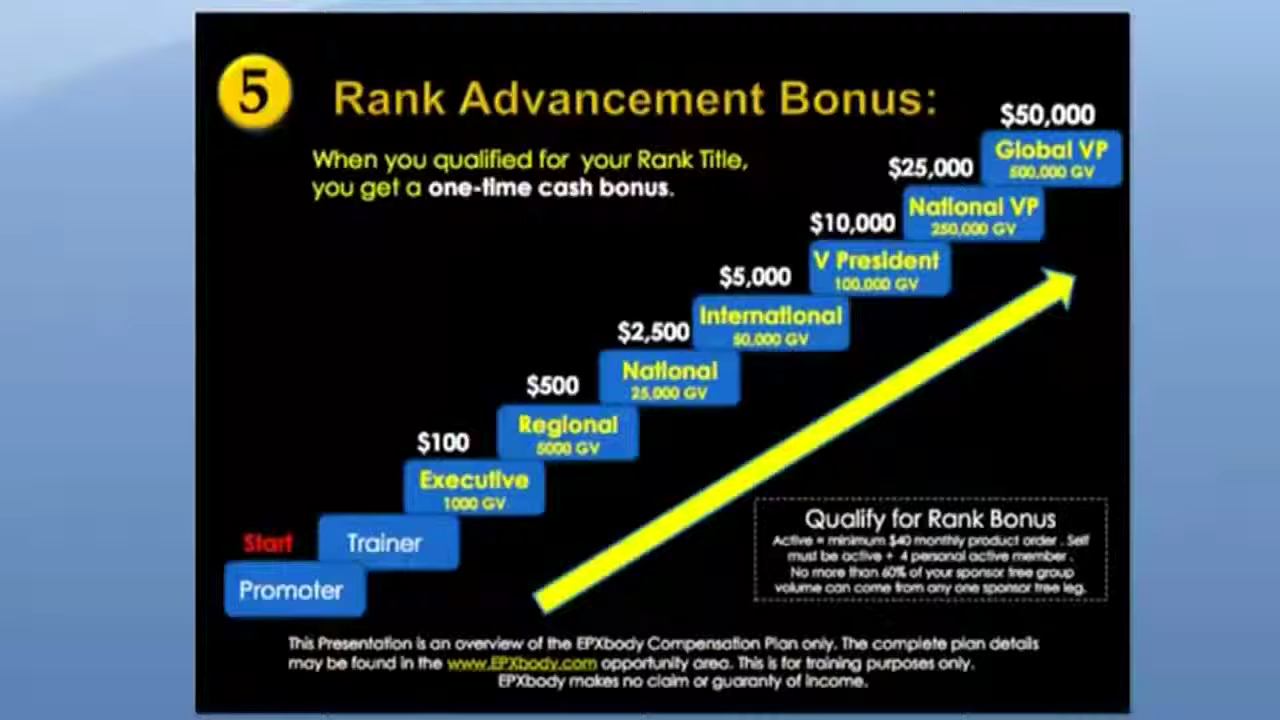 5
Rank Advancement Bonus:
When you qualified for your Rank Title,
you get a one-time cash bonus.
$50,000
Global VP
500,000 GV
$25,000
National VP
250,000 GV
$10,000
V President
100,000 GV
$5,000
International
50,000 GV
$2,500
National
25,000 GV
$500
Regional
5000 GV
$100
Executive
1000 GV
Trainer
Start
Promoter
Qualify for Rank Bonus
Active = minimum $40 monthly product order . Self
must be active + 4 personal active member .
No more than 60% of your sponsor tree group
volume can come from any one sponsor tree leg.
This Presentation is an overview of the EPXbody Compensation Plan only. The complete plan details
may be found in the www.EPXbody.com opportunity area. This is for training purposes only.
EPXbody makes no claim or guaranty of income.